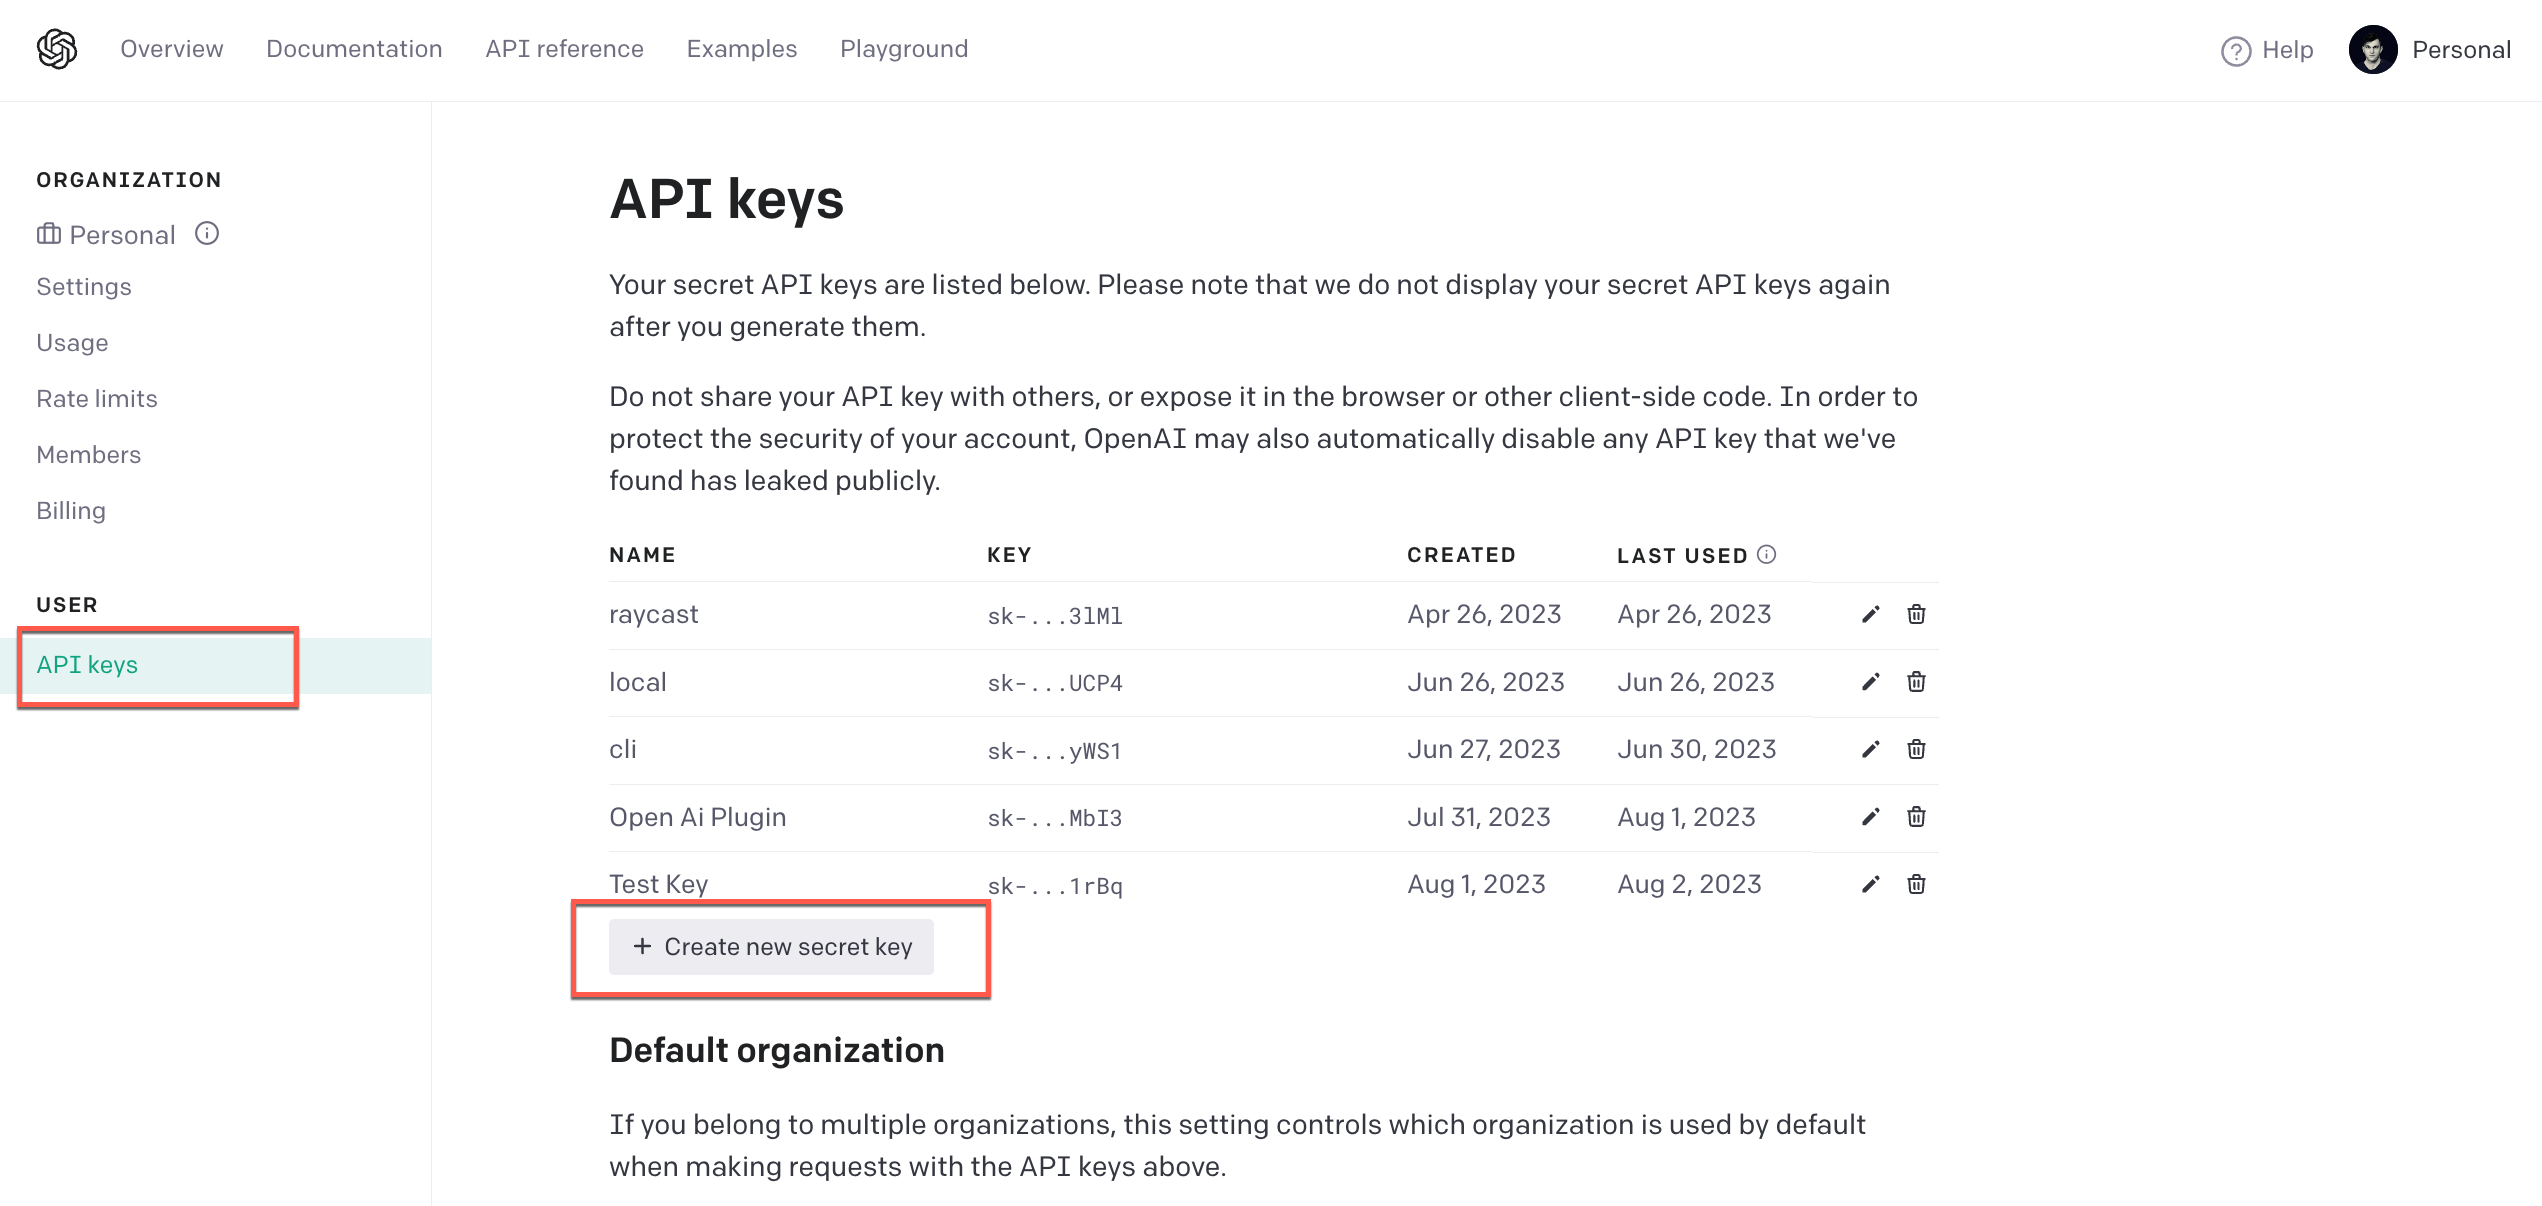 Overview Documentation API reference Examples Playground Help Personal
ORGANIZATION
Personal
Settings
Usage
Rate limits
Members
Billing
USER
API keys
API keys
Your secret API keys are listed below. Please note that we do not display your secret API keys again
after you generate them.
Do not share your API key with others, or expose it in the browser or other client-side code. In order to
protect the security of your account, OpenAI may also automatically disable any API key that we've
found has leaked publicly.
NAME KEY CREATED LAST USED
raycast sk-...3lMl Apr 26, 2023 Apr 26, 2023
local sk-...UCP4 Jun 26, 2023 Jun 26, 2023
cli sk-...yWS1 Jun 27, 2023 Jun 30, 2023
Open Ai Plugin sk-...MbI3 Jul 31, 2023 Aug 1, 2023
Test Key sk-...1rBq Aug 1, 2023 Aug 2, 2023
+ Create new secret key
Default organization
If you belong to multiple organizations, this setting controls which organization is used by default
when making requests with the API keys above.